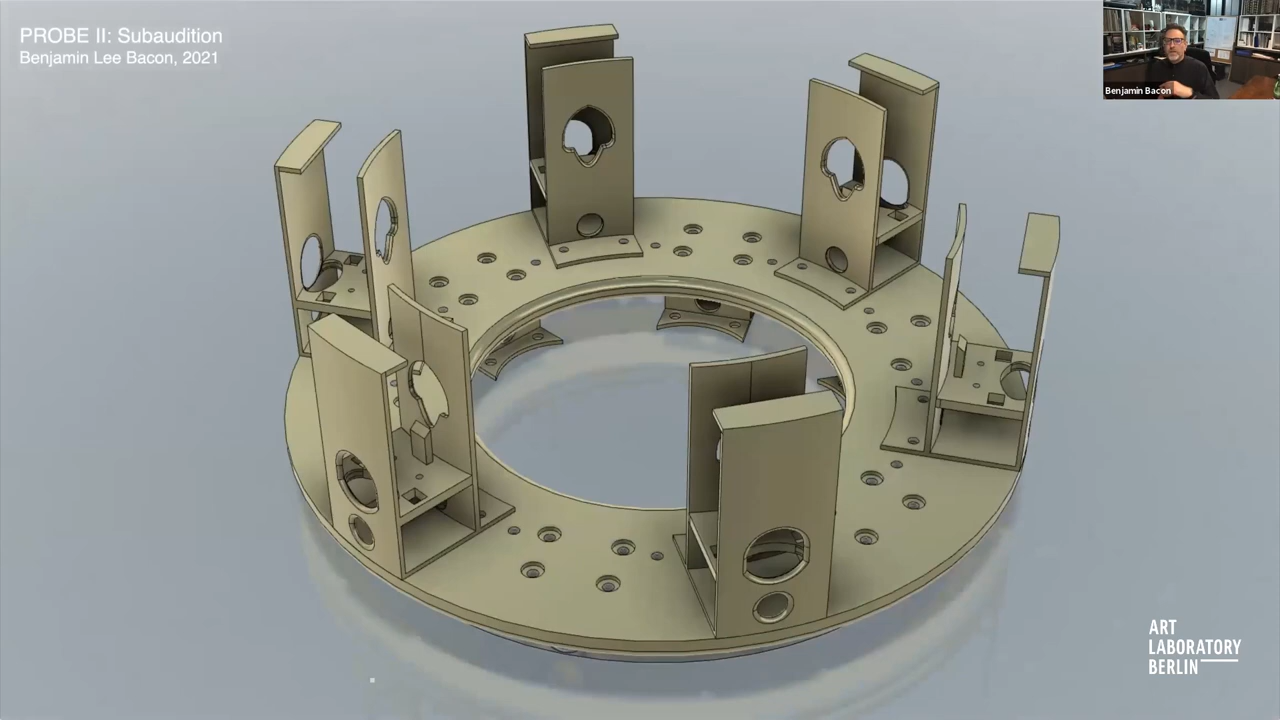 PROBE II: Subaudition
Benjamin Lee Bacon, 2021
Benjamin Bacon
ART
LABORATORY
BERLIN